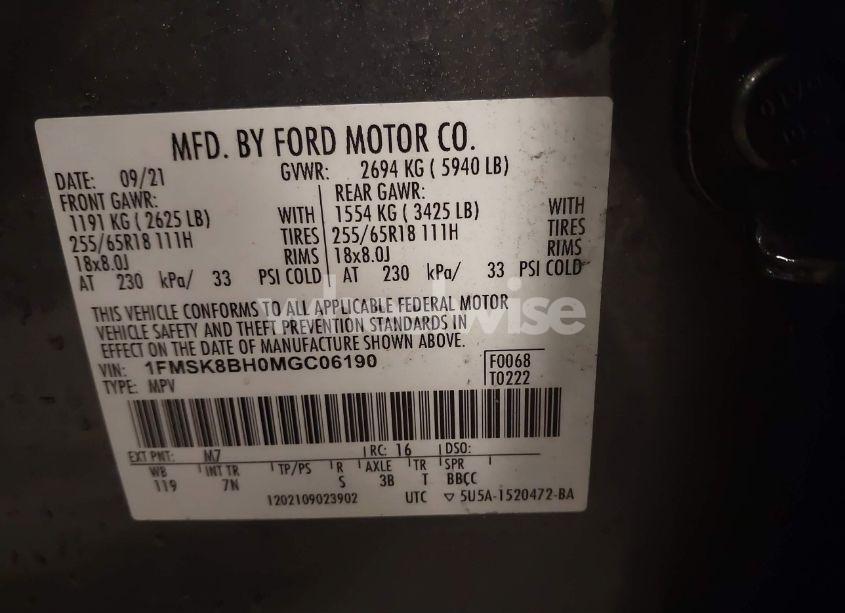 MFD. BY FORD MOTOR CO.
DATE: 09/21 GVWR: 2694 KG ( 5940 LB)
FRONT GAWR: REAR GAWR:
1191 KG ( 2625 LB) WITH 1554 KG ( 3425 LB) WITH
255/65R18 111H TIRES 255/65R18 111H TIRES
18x8.0J RIMS 18x8.0J RIMS
AT 230 kPa/ 33 PSI COLD AT 230 kPa/ 33 PSI COLD
THIS VEHICLE CONFORMS TO ALL APPLICABLE FEDERAL MOTOR
VEHICLE SAFETY AND THEFT PREVENTION STANDARDS IN
EFFECT ON THE DATE OF MANUFACTURE SHOWN ABOVE.
VIN: 1FMSK8BH0MGC06190 F0068
TYPE: MPV T0222
EXT PNT: M7 RC: 16 DSO:
WB INT TR TP/PS R AXLE TR SPR
119 7N S 3B T BBCC
1202109023902 UTC ▽ 5U5A-1520472-BA